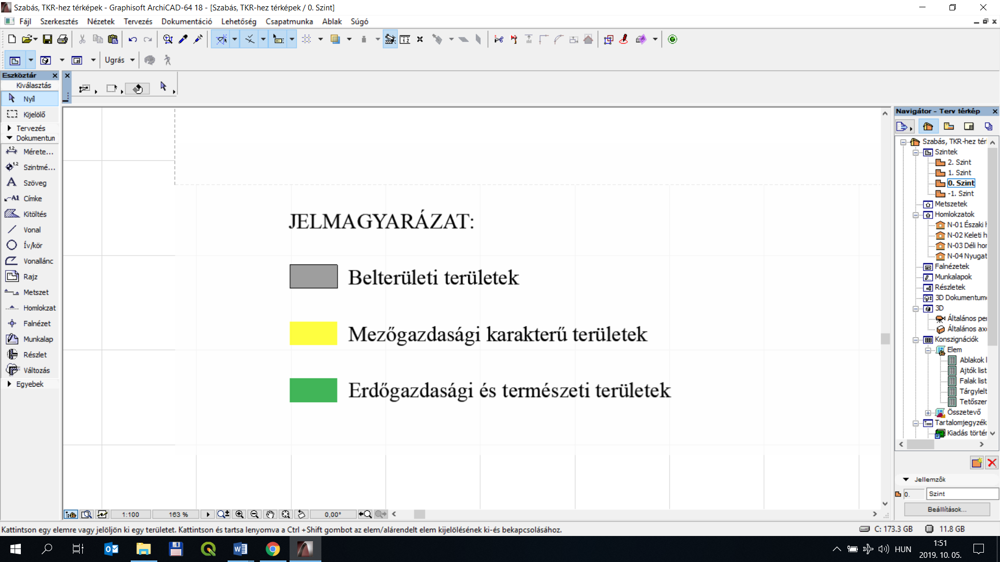 Szabás, TKR-hez térképek - Graphisoft ArchiCAD-64 18 - [Szabás, TKR-hez térképek / 0. Szint]
Fájl Szerkesztés Nézetek Tervezés Dokumentáció Lehetőség Csapatmunka Ablak Súgó
Ugrás
Eszköztár
Kiválasztás
Nyíl
Kijelölő
Tervezés
Dokumentun
Mérete...
Szintmé...
Szöveg
Címke
Kitöltés
Vonal
Ív/kör
Vonallánc
Rajz
Metszet
Homlokzat
Falnézet
Munkalap
Részlet
Változás
Egyebek
JELMAGYARÁZAT:
Belterületi területek
Mezőgazdasági karakterű területek
Erdőgazdasági és természeti területek
Navigátor - Terv térkép
Szabás, TKR-hez tér
Szintek
2. Szint
1. Szint
0. Szint
-1. Szint
Metszetek
Homlokzatok
N-01 Északi h
N-02 Keleti h
N-03 Déli hor
N-04 Nyugat
Falnézetek
Munkalapok
Részletek
3D Dokumentum
3D
Általános per
Általános axo
Konszignációk
Elem
Ablakok l
Ajtók list
Falak list
Tárgylelt
Tetőszer
Összetevő
Tartalomjegyzék
Kiadás törtér
Jellemzők
0. Szint
Beállítások...
1:100 163 % 0,00°
Kattintson egy elemre vagy jelöljön ki egy területet. Kattintson és tartsa lenyomva a Ctrl +Shift gombot az elem/alárendelt elem kijelölésének ki-és bekapcsolásához.
C: 173.3 GB 11.8 GB
HUN
1:51
2019. 10. 05.